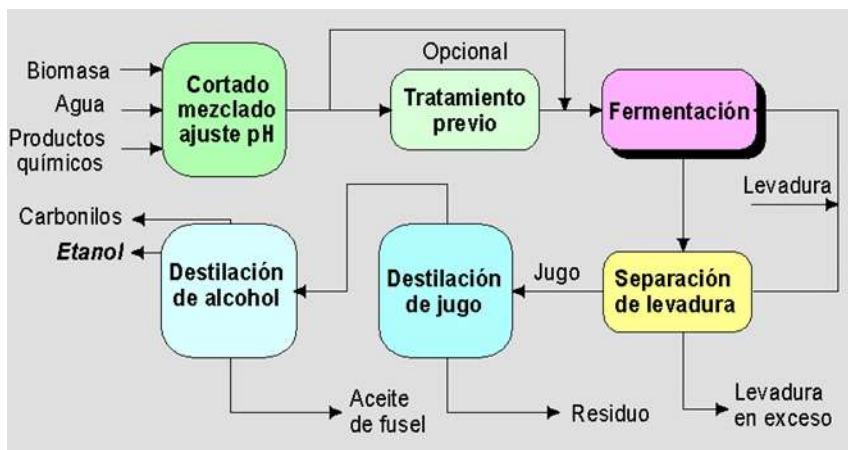 Biomasa
Agua
Productos
químicos
Cortado
mezclado
ajuste pH
Opcional
Tratamiento
previo
Fermentación
Levadura
Carbonilos
Etanol
Destilación
de alcohol
Destilación
de jugo
Jugo
Separación
de levadura
Aceite
de fusel
Residuo
Levadura
en exceso